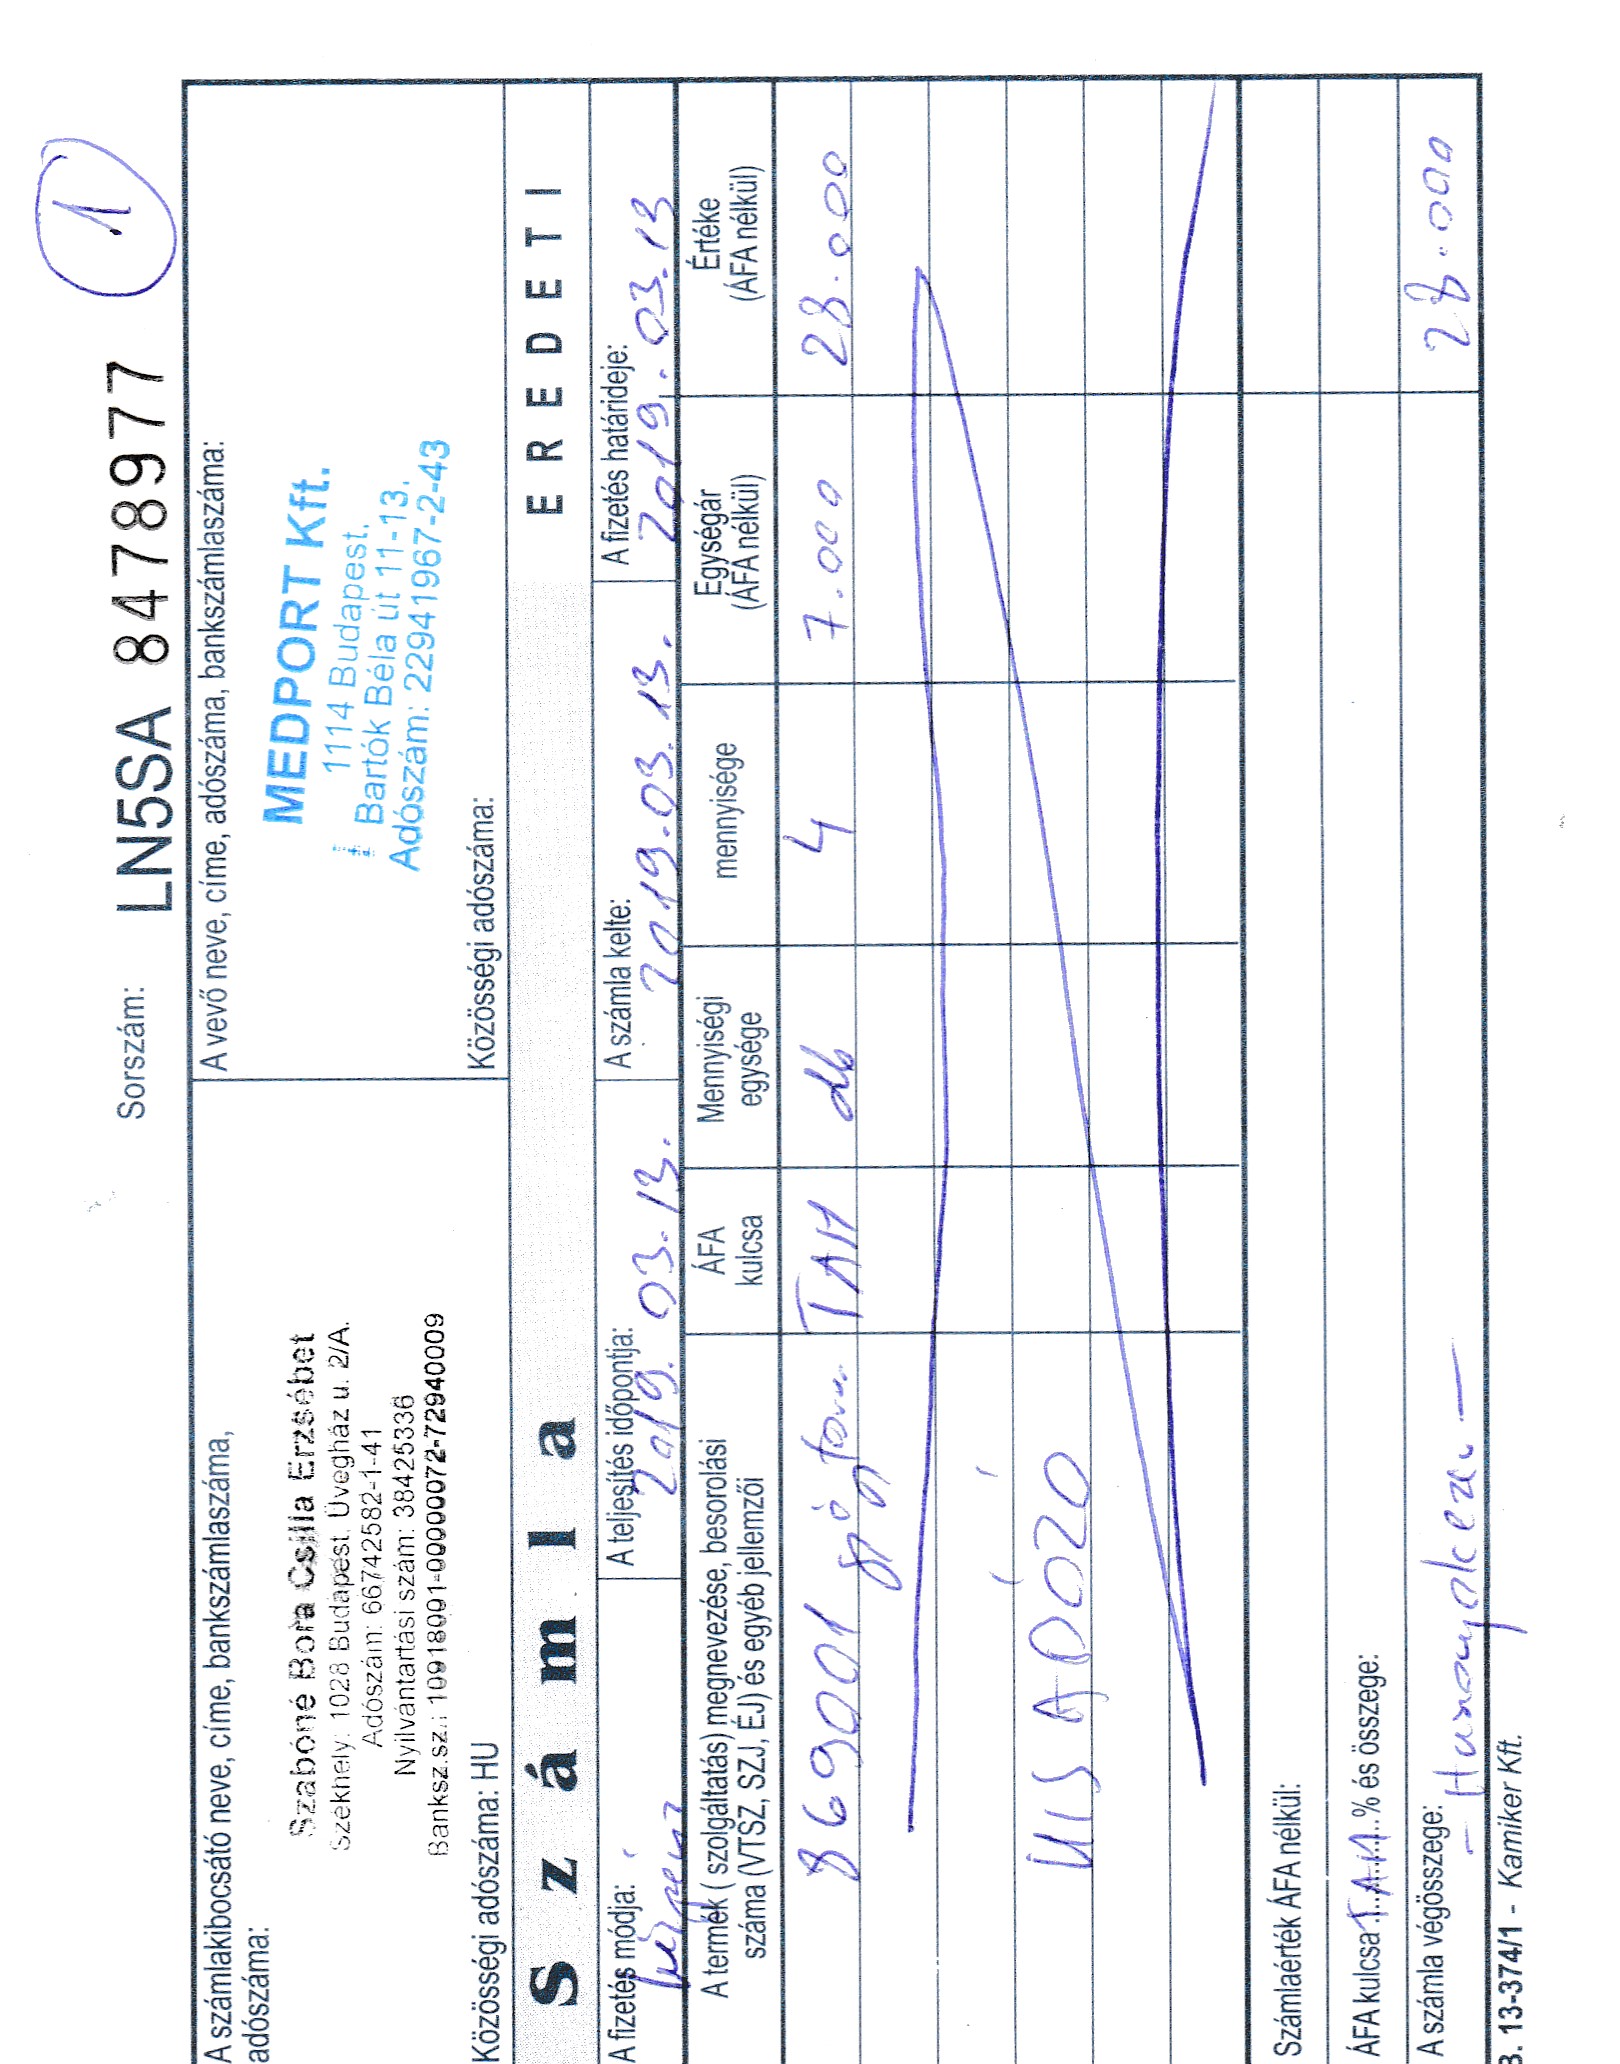 1
Sorszám: LN5SA 8478977
A számlakibocsátó neve, címe, bankszámlaszáma,
adószáma:
Szabóné Bora Csilla Erzsébet
Székhely: 1028 Budapest. Üvegház u. 2/A.
Adószám: 66742582-1-41
Nyilvántartási szám: 38425336
Banksz.sz.: 10918001-00000072-72940009
Közösségi adószáma: HU
A vevő neve, címe, adószáma, bankszámlaszáma:
MEDPORT Kft.
1114 Budapest.
Bartók Béla út 11-13.
Adószám: 22941967-2-43
Közösségi adószáma:
Számla
EREDETI
A fizetés módja:
A teljesítés időpontja: 2019. 03. 13.
A számla kelte: 2019.03.13.
A fizetés határideje: 2019.03.13
A termék ( szolgáltatás) megnevezése, besorolási
száma (VTSZ, SZJ, ÉJ) és egyéb jellemzői
ÁFA
kulcsa
Mennyiségi
egysége
mennyisége
Egységár
(ÁFA nélkül)
Értéke
(ÁFA nélkül)
869001 gyógytorna TAM db 4 7.000 28.000
KISADÓZÓ
Számlaérték ÁFA nélkül:
ÁFA kulcsa TAM % és összege:
A számla végösszege: 28.000
- Huszonnyolcezer -
B. 13-374/1 - Kamiker Kft.